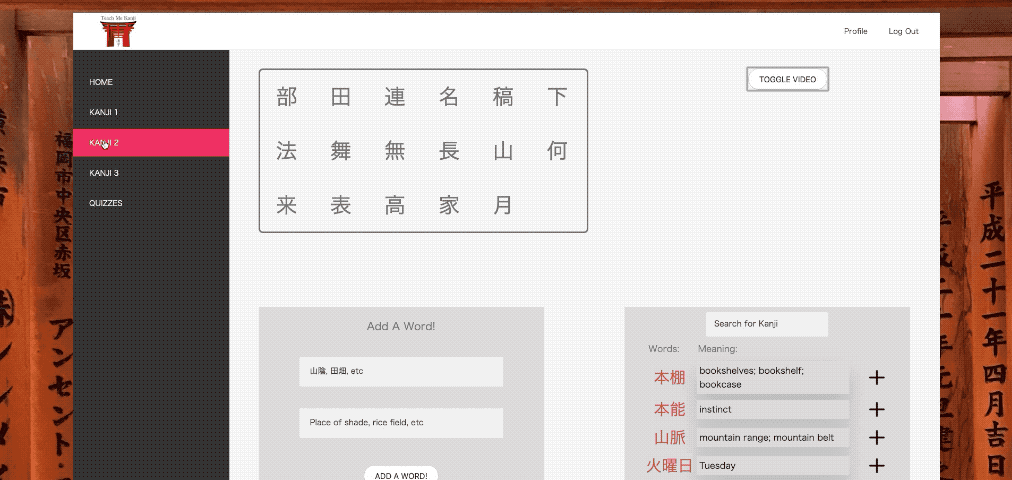 Teach Me Kanji
Profile Log Out
HOME
KANJI 1
KANJI 2
KANJI 3
QUIZZES
部 田 連 名 稿 下
法 舞 無 長 山 何
来 表 高 家 月
TOGGLE VIDEO
Add A Word!
山陰, 田畑, etc
Place of shade, rice field, etc
ADD A WORD!
Search for Kanji
Words: Meaning:
本棚 bookshelves; bookshelf;
bookcase
本能 instinct
山脈 mountain range; mountain belt
火曜日 Tuesday
福岡市中央区赤坂
アンセント
平成二十一年四月吉日